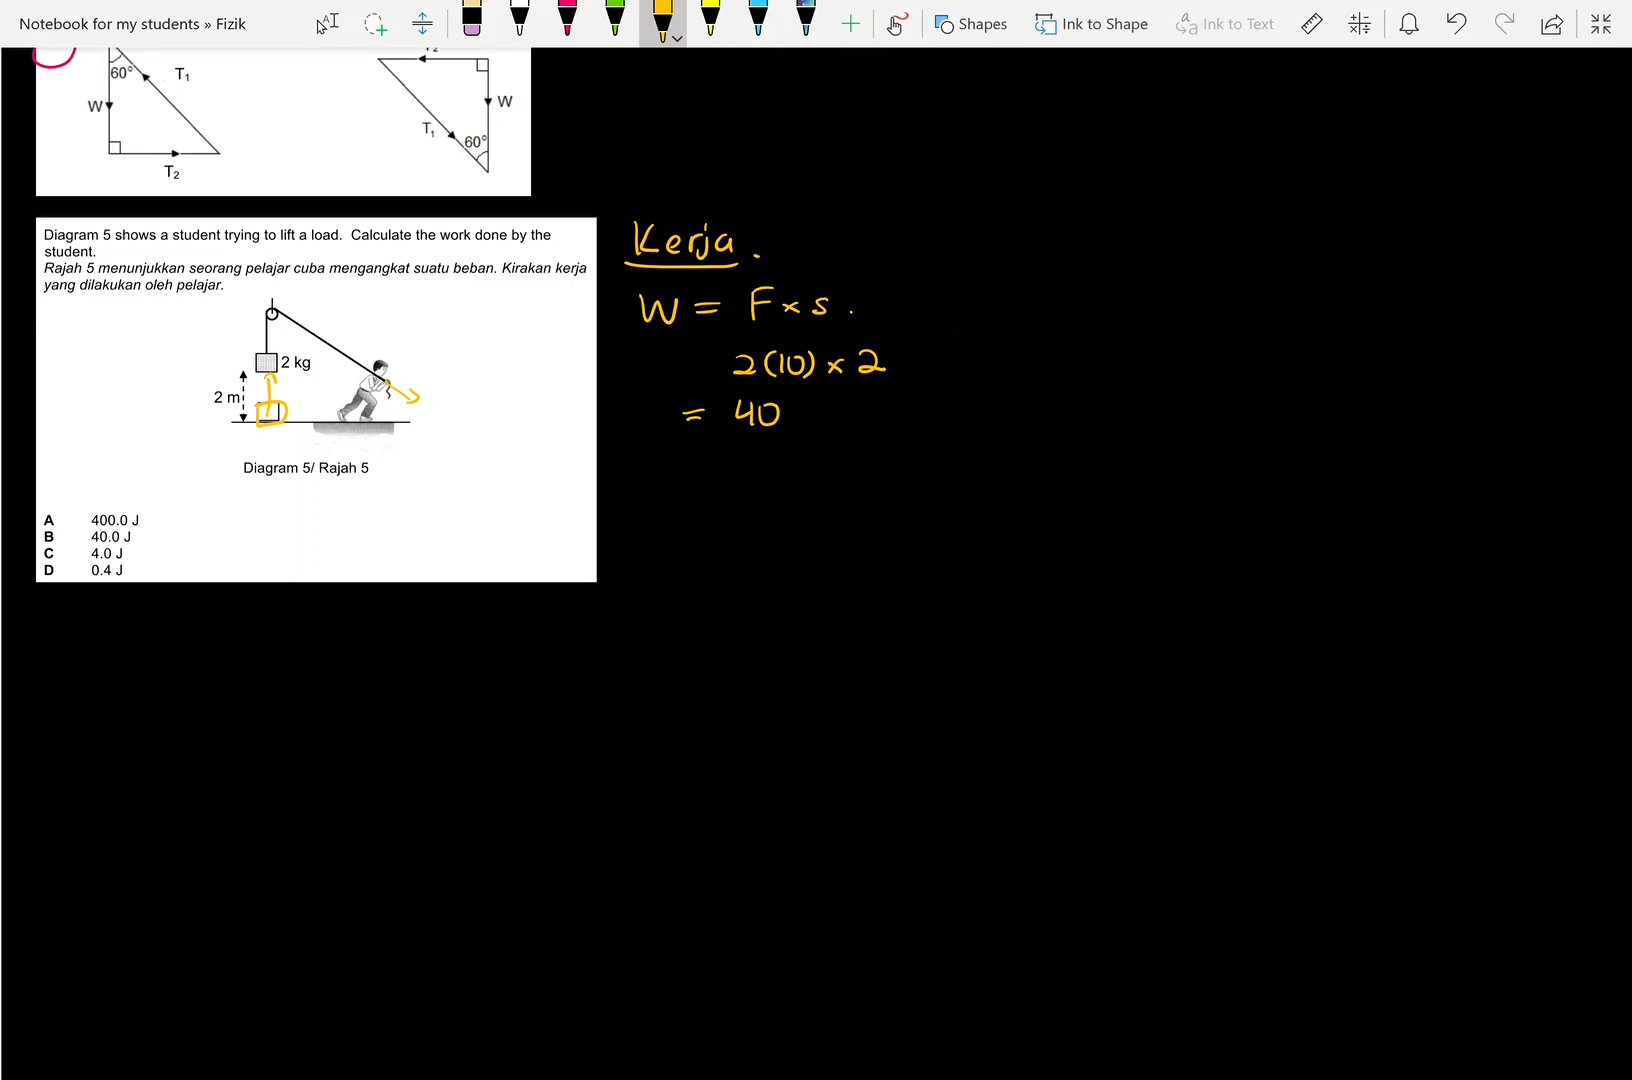 Notebook for my students » Fizik
Shapes
Ink to Shape
Ink to Text
60°
T₁
W
T₂
W
T₁
60°
Diagram 5 shows a student trying to lift a load. Calculate the work done by the
student.
Rajah 5 menunjukkan seorang pelajar cuba mengangkat suatu beban. Kirakan kerja
yang dilakukan oleh pelajar.
2 kg
2 m
Diagram 5/ Rajah 5
A 400.0 J
B 40.0 J
C 4.0 J
D 0.4 J
Kerja.
W = F × s.
2(10) × 2
= 40